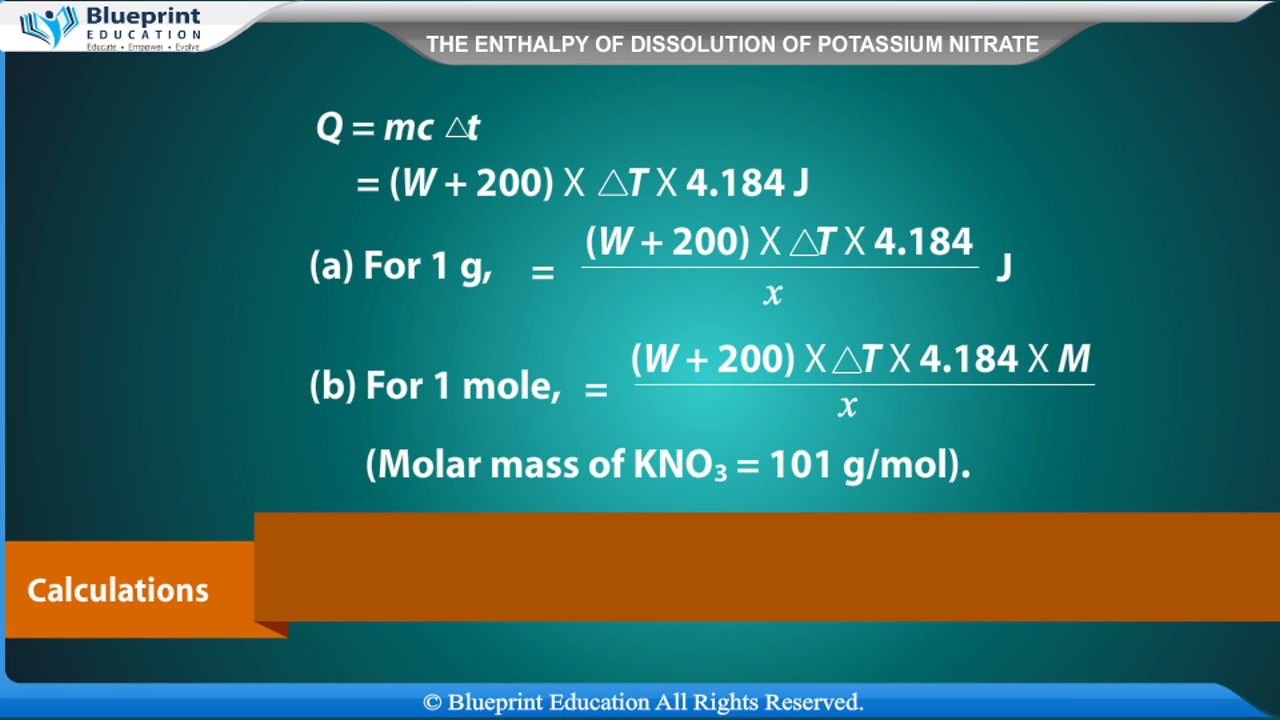 Blueprint
EDUCATION
Educate • Empower • Evolve
THE ENTHALPY OF DISSOLUTION OF POTASSIUM NITRATE
Q = mc △t
= (W + 200) X △T X 4.184 J
(W + 200) X △T X 4.184
(a) For 1 g, = J
x
(W + 200) X △T X 4.184 X M
(b) For 1 mole, =
x
(Molar mass of KNO₃ = 101 g/mol).
Calculations
© Blueprint Education All Rights Reserved.